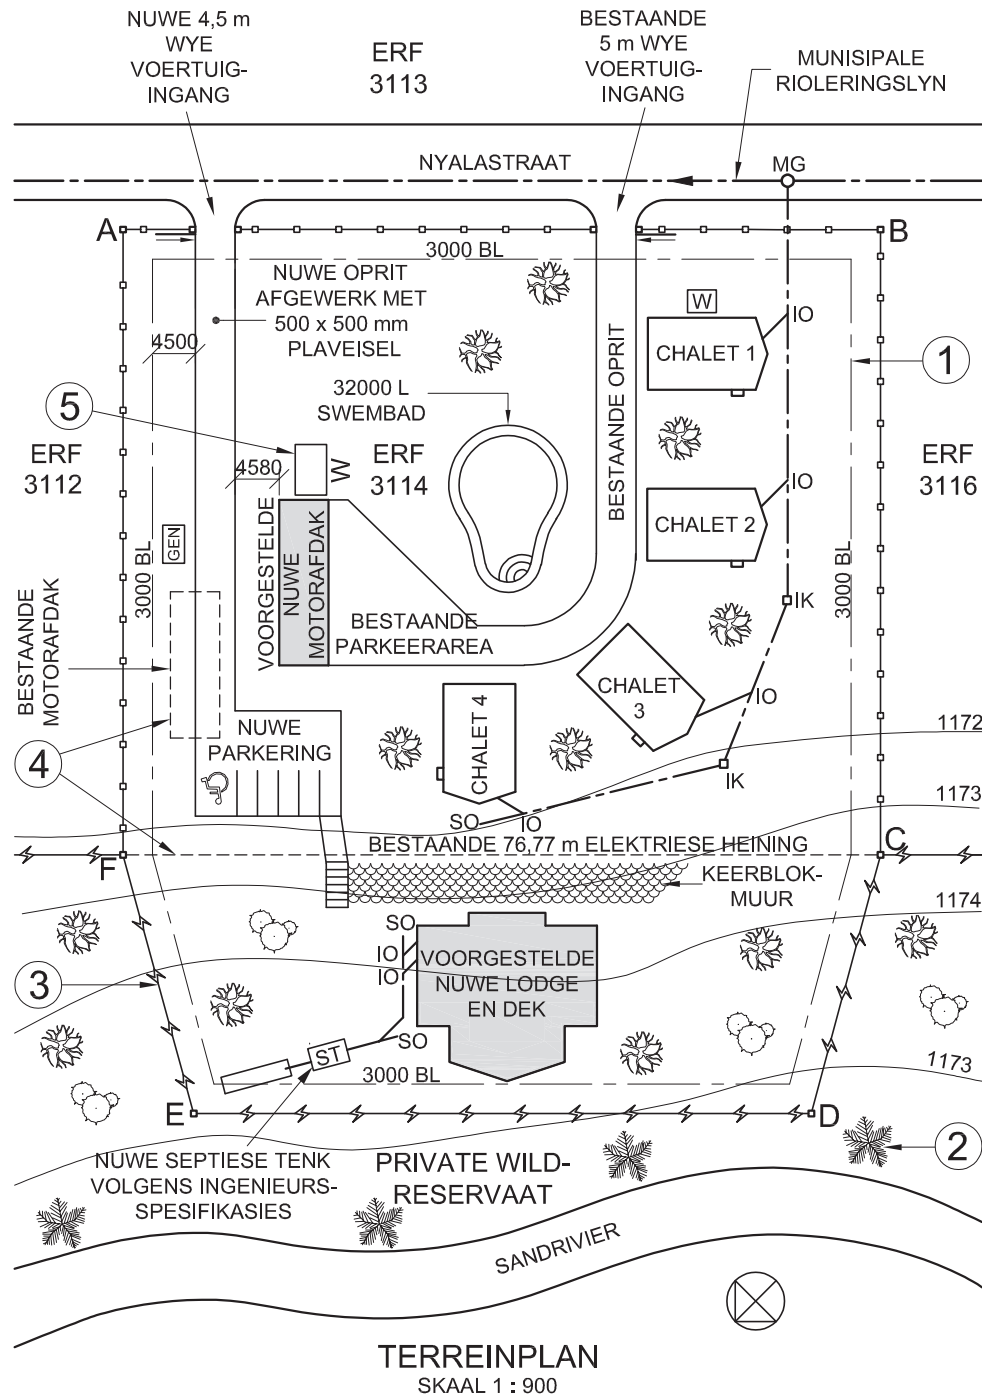 NUWE 4,5 m
WYE
VOERTUIG-
INGANG
ERF
3113
BESTAANDE
5 m WYE
VOERTUIG-
INGANG
MUNISIPALE
RIOLERINGSLYN
NYALASTRAAT
MG
A
B
3000 BL
NUWE OPRIT
AFGEWERK MET
500 x 500 mm
PLAVEISEL
4500
W
IO
CHALET 1
1
5
32000 L
SWEMBAD
BESTAANDE OPRIT
ERF
3112
4580
W
ERF
3114
ERF
3116
IO
CHALET 2
GEN
3000 BL
VOORGESTELDE
NUWE
MOTORAFDAK
3000 BL
BESTAANDE
MOTORAFDAK
BESTAANDE
PARKEERAREA
IK
CHALET
3
IO
CHALET 4
NUWE
PARKERING
1172
4
IK
1173
SO
IO
BESTAANDE 76,77 m ELEKTRIESE HEINING
C
F
KEERBLOK-
MUUR
1174
SO
IO
IO
VOORGESTELDE
NUWE LODGE
EN DEK
3
SO
ST
3000 BL
1173
E
D
2
NUWE SEPTIESE TENK
VOLGENS INGENIEURS-
SPESIFIKASIES
PRIVATE WILD-
RESERVAAT
SANDRIVIER
TERREINPLAN
SKAAL 1 : 900